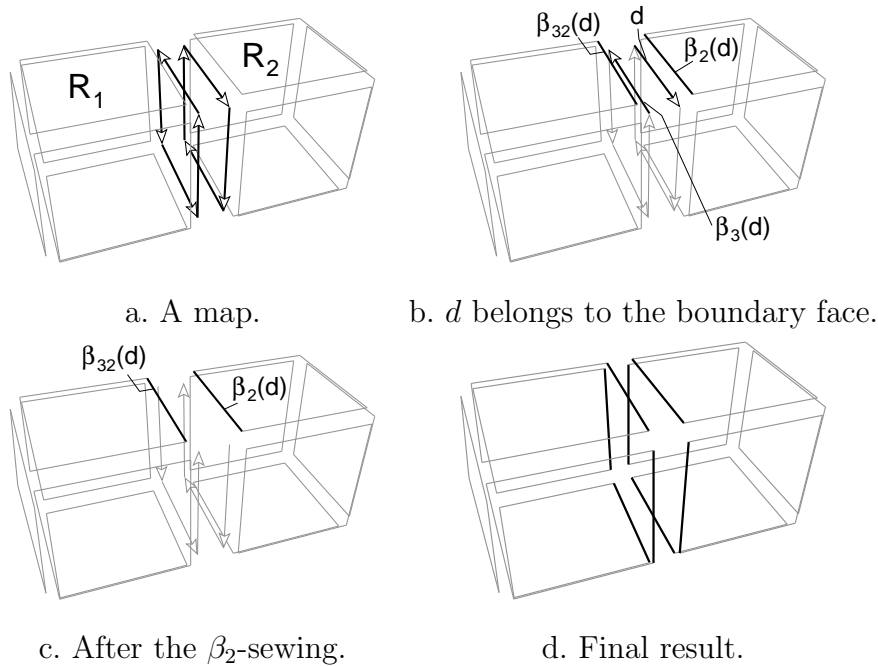 R₁
R₂
a. A map.
β₃₂(d)
d
β₂(d)
β₃(d)
b. d belongs to the boundary face.
β₃₂(d)
β₂(d)
c. After the β₂-sewing.
d. Final result.